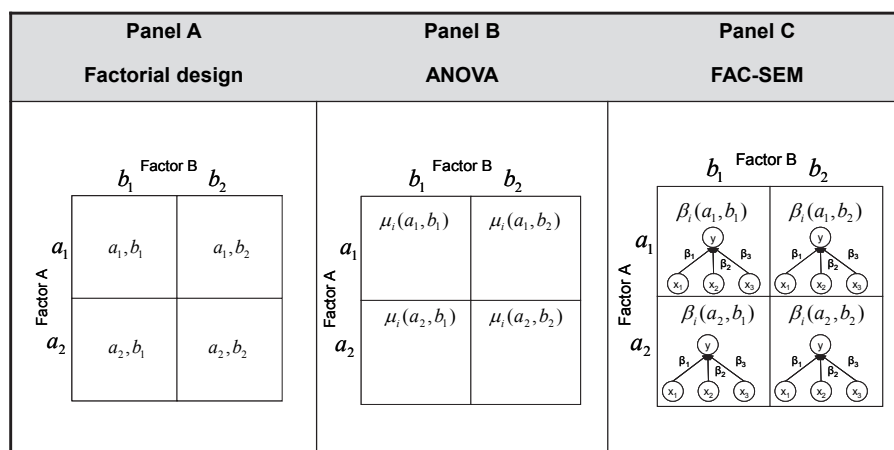 Panel A
Factorial design
Panel B
ANOVA
Panel C
FAC-SEM
Factor B
b₁ b₂
Factor A
a₁
a₁,b₁ a₁,b₂
a₂
a₂,b₁ a₂,b₂
Factor B
b₁ b₂
Factor A
a₁
μᵢ(a₁,b₁) μᵢ(a₁,b₂)
a₂
μᵢ(a₂,b₁) μᵢ(a₂,b₂)
Factor B
b₁ b₂
Factor A
a₁
βᵢ(a₁,b₁) βᵢ(a₁,b₂)
y y
β₁ β₂ β₃ β₁ β₂ β₃
x₁ x₂ x₃ x₁ x₂ x₃
a₂
βᵢ(a₂,b₁) βᵢ(a₂,b₂)
y y
β₁ β₂ β₃ β₁ β₂ β₃
x₁ x₂ x₃ x₁ x₂ x₃